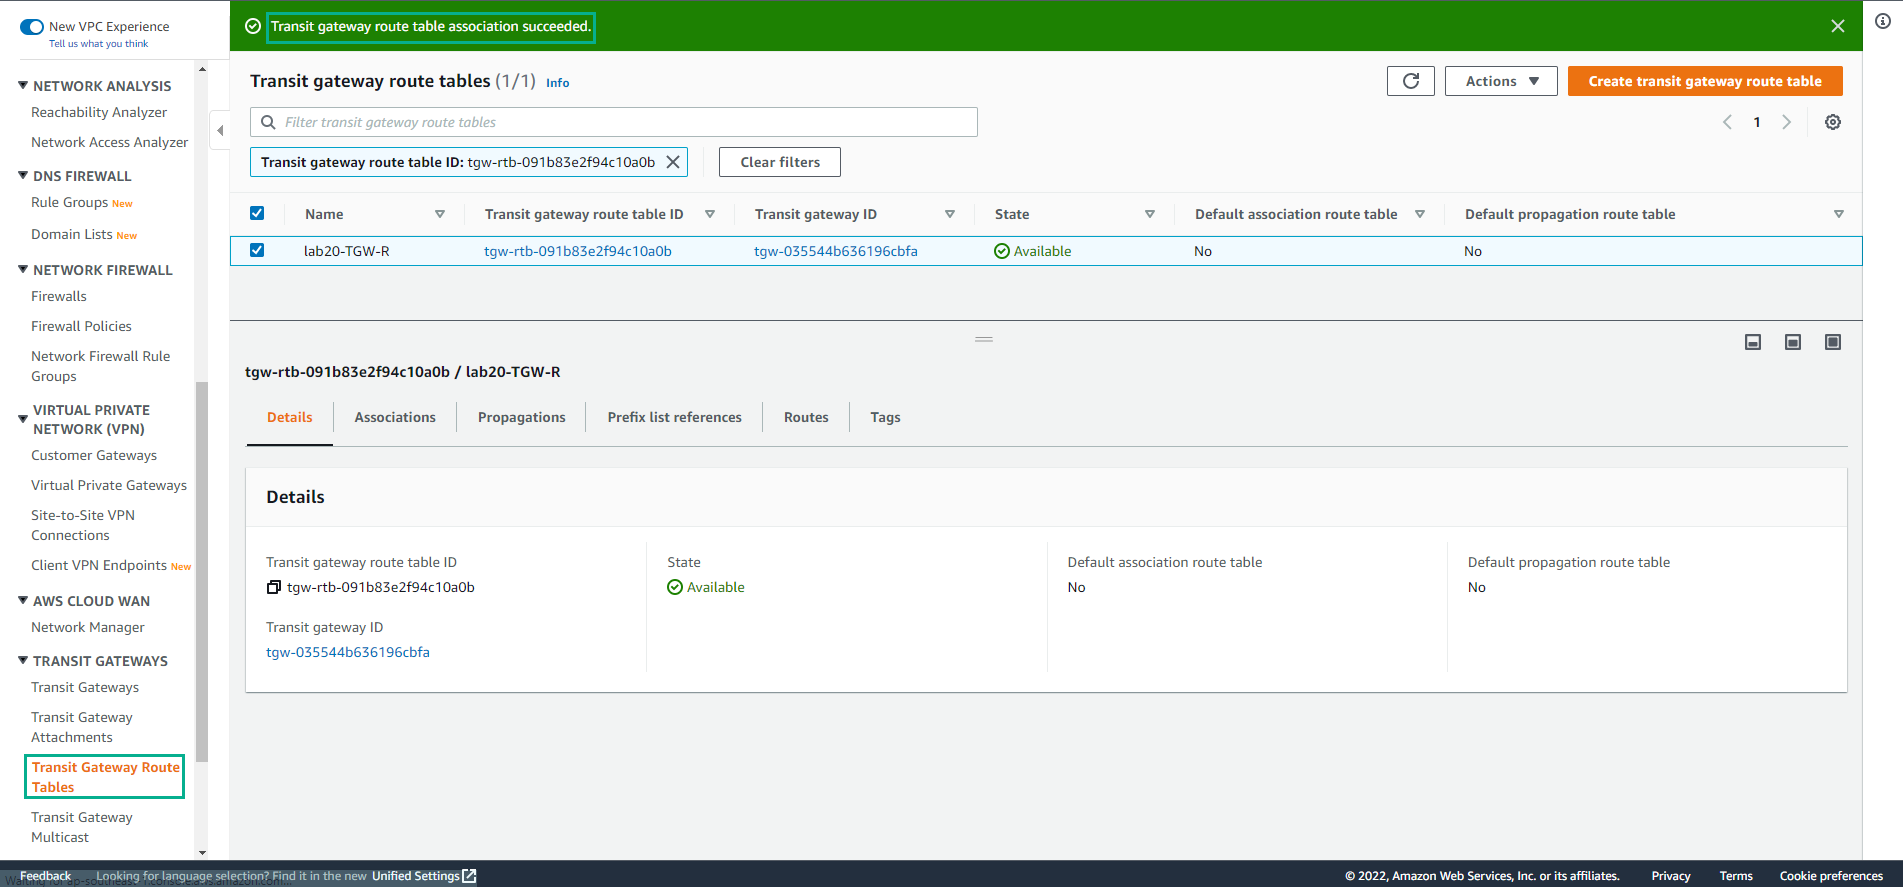 New VPC Experience
Tell us what you think
NETWORK ANALYSIS
Reachability Analyzer
Network Access Analyzer
DNS FIREWALL
Rule Groups New
Domain Lists New
NETWORK FIREWALL
Firewalls
Firewall Policies
Network Firewall Rule
Groups
VIRTUAL PRIVATE
NETWORK (VPN)
Customer Gateways
Virtual Private Gateways
Site-to-Site VPN
Connections
Client VPN Endpoints New
AWS CLOUD WAN
Network Manager
TRANSIT GATEWAYS
Transit Gateways
Transit Gateway
Attachments
Transit Gateway Route
Tables
Transit Gateway
Multicast
Transit gateway route table association succeeded.
Transit gateway route tables (1/1) Info
Actions
Create transit gateway route table
Filter transit gateway route tables
1
Transit gateway route table ID: tgw-rtb-091b83e2f94c10a0b
Clear filters
Name Transit gateway route table ID Transit gateway ID State Default association route table Default propagation route table
lab20-TGW-R tgw-rtb-091b83e2f94c10a0b tgw-035544b636196cbfa Available No No
tgw-rtb-091b83e2f94c10a0b / lab20-TGW-R
Details Associations Propagations Prefix list references Routes Tags
Details
Transit gateway route table ID
tgw-rtb-091b83e2f94c10a0b
Transit gateway ID
tgw-035544b636196cbfa
State
Available
Default association route table
No
Default propagation route table
No
Feedback Looking for language selection? Find it in the new Unified Settings
© 2022, Amazon Web Services, Inc. or its affiliates. Privacy Terms Cookie preferences